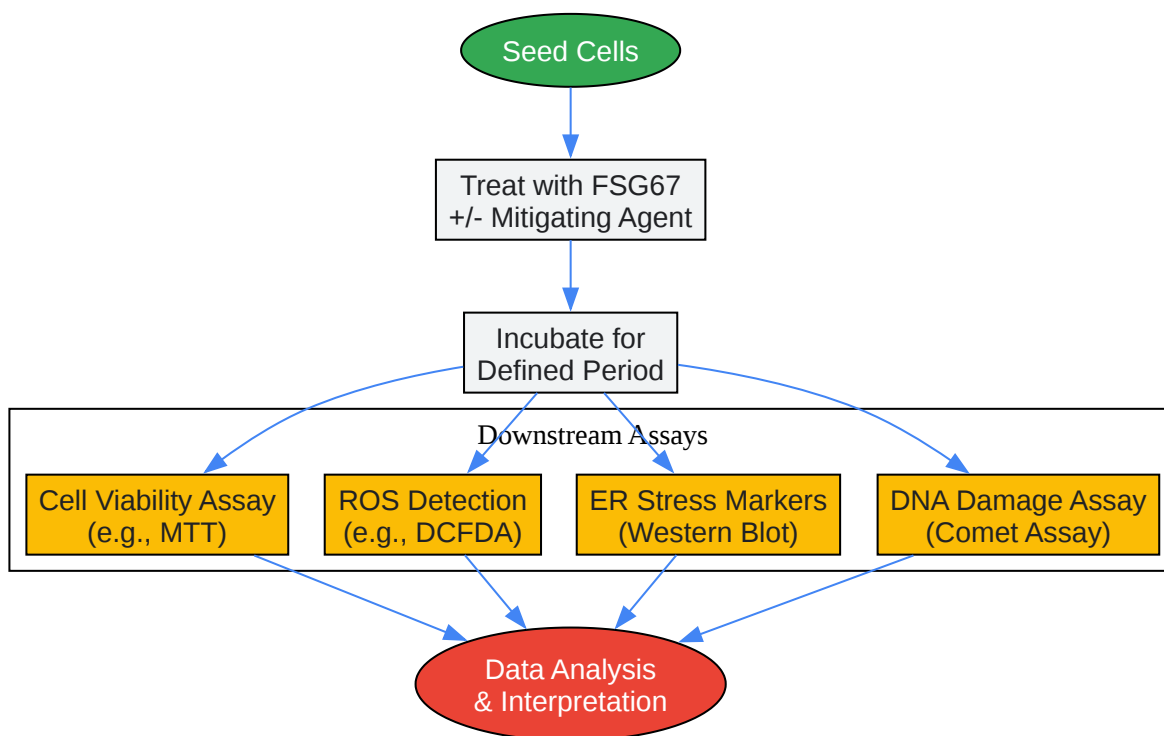 Seed Cells
Treat with FSG67
+/- Mitigating Agent
Incubate for
Defined Period
Downstream Assays
Cell Viability Assay
(e.g., MTT)
ROS Detection
(e.g., DCFDA)
ER Stress Markers
(Western Blot)
DNA Damage Assay
(Comet Assay)
Data Analysis
& Interpretation